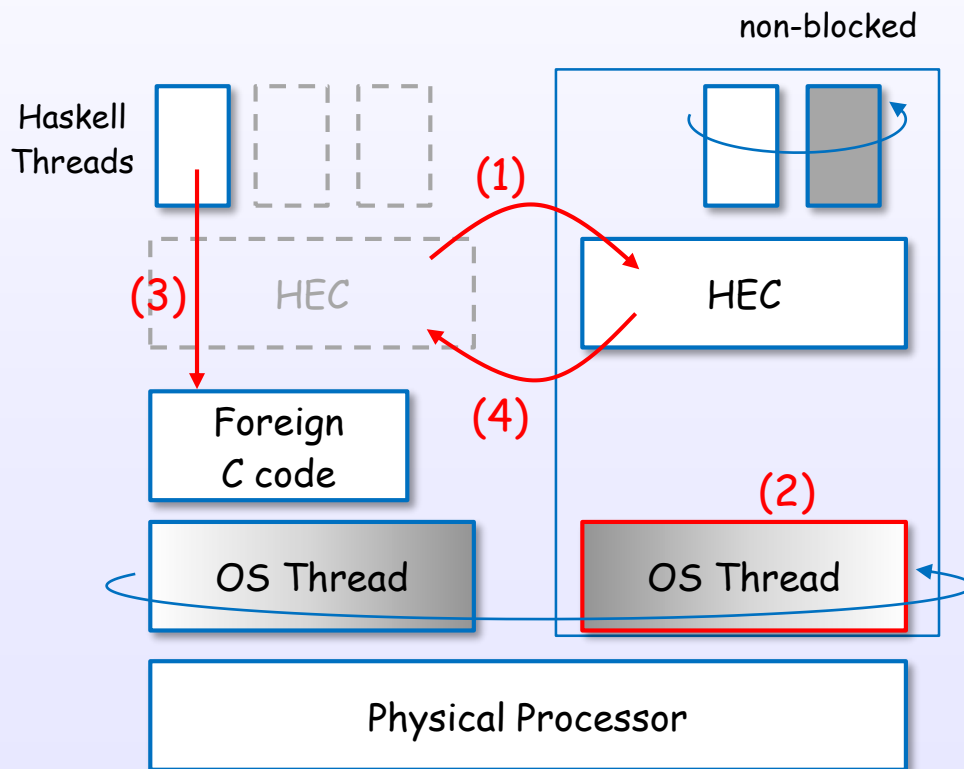 non-blocked
Haskell
Threads
(1)
(3)
HEC
HEC
(4)
Foreign
C code
(2)
OS Thread
OS Thread
Physical Processor